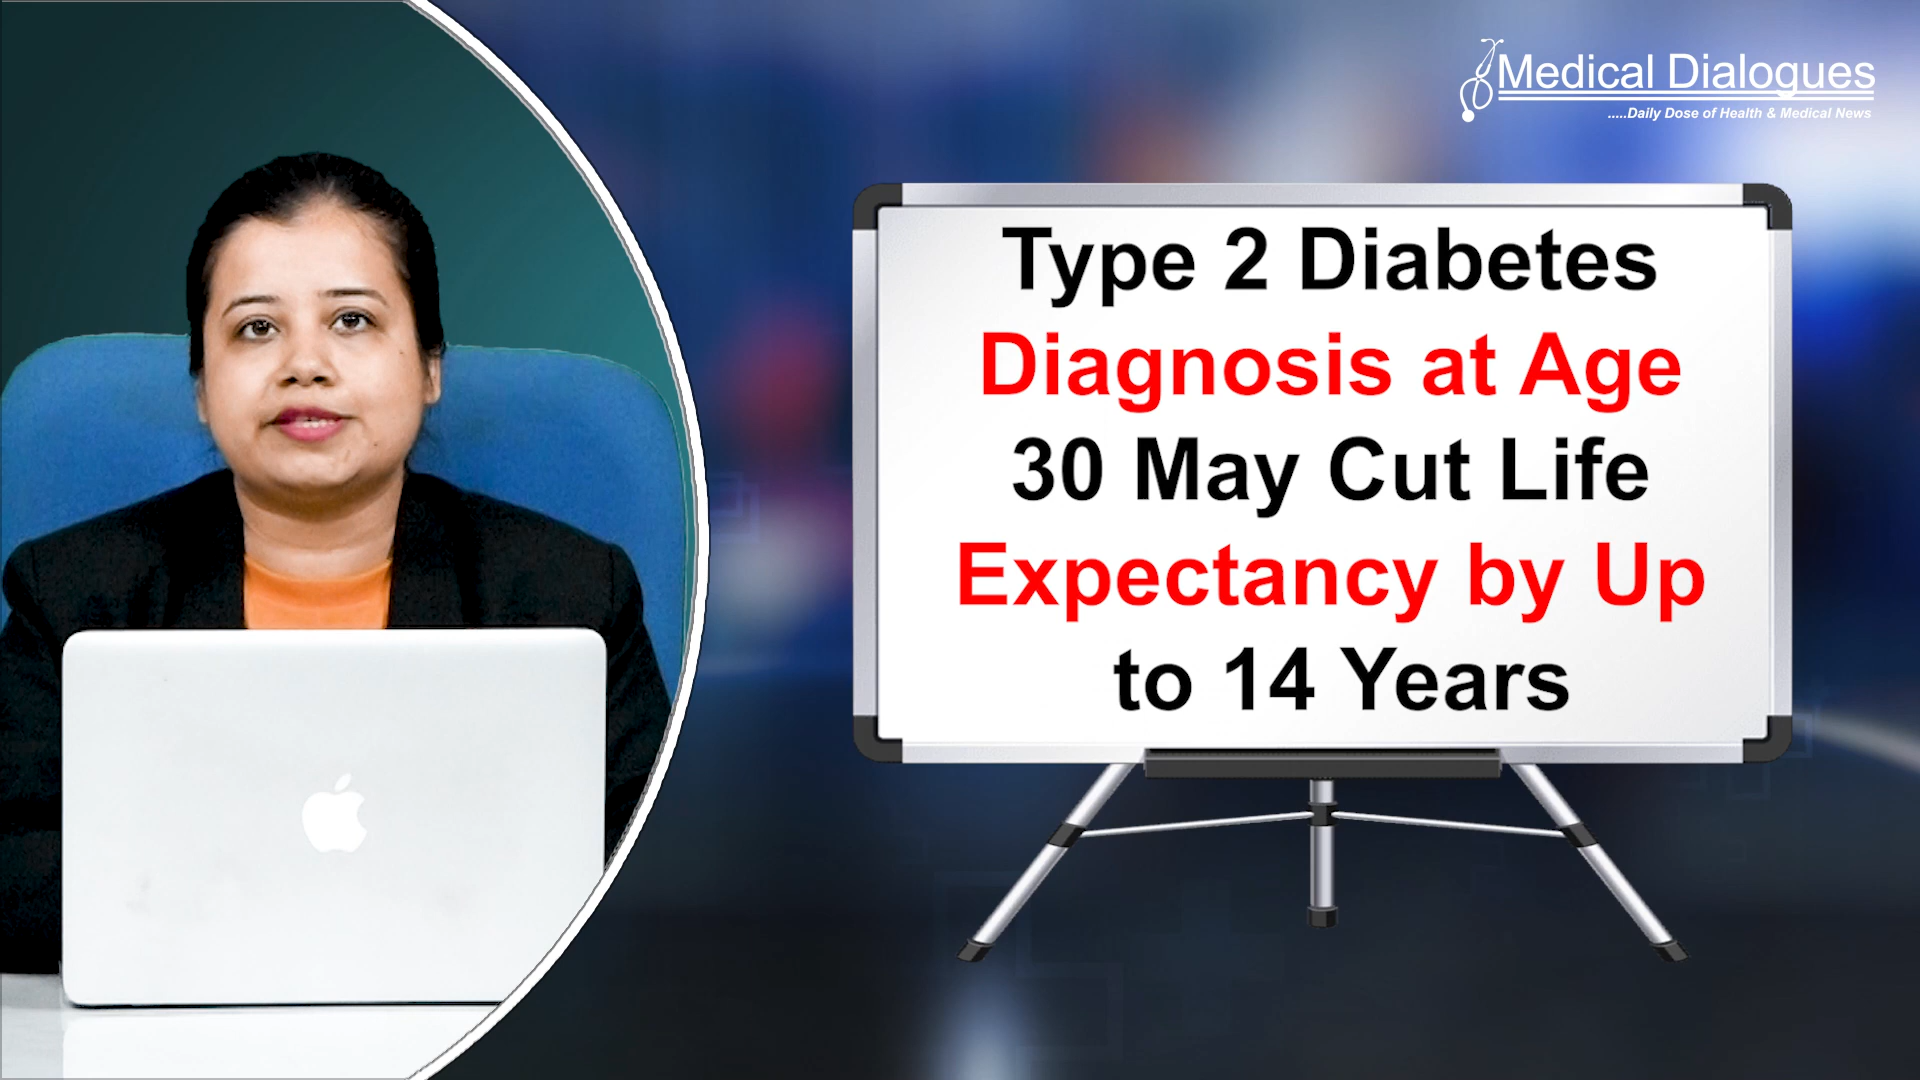 Medical Dialogues
.....Daily Dose of Health & Medical News
Type 2 Diabetes
Diagnosis at Age
30 May Cut Life
Expectancy by Up
to 14 Years